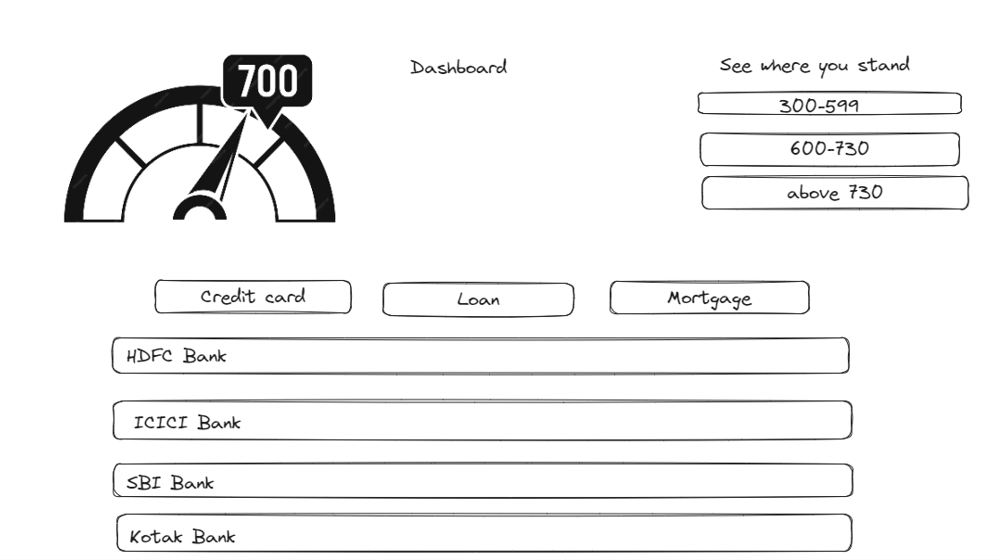 700
Dashboard
See where you stand
300-599
600-730
above 730
Credit card
Loan
Mortgage
HDFC Bank
ICICI Bank
SBI Bank
Kotak Bank